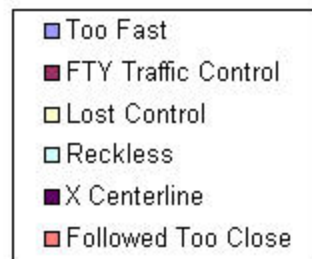 Too Fast
FTY Traffic Control
Lost Control
Reckless
X Centerline
Followed Too Close